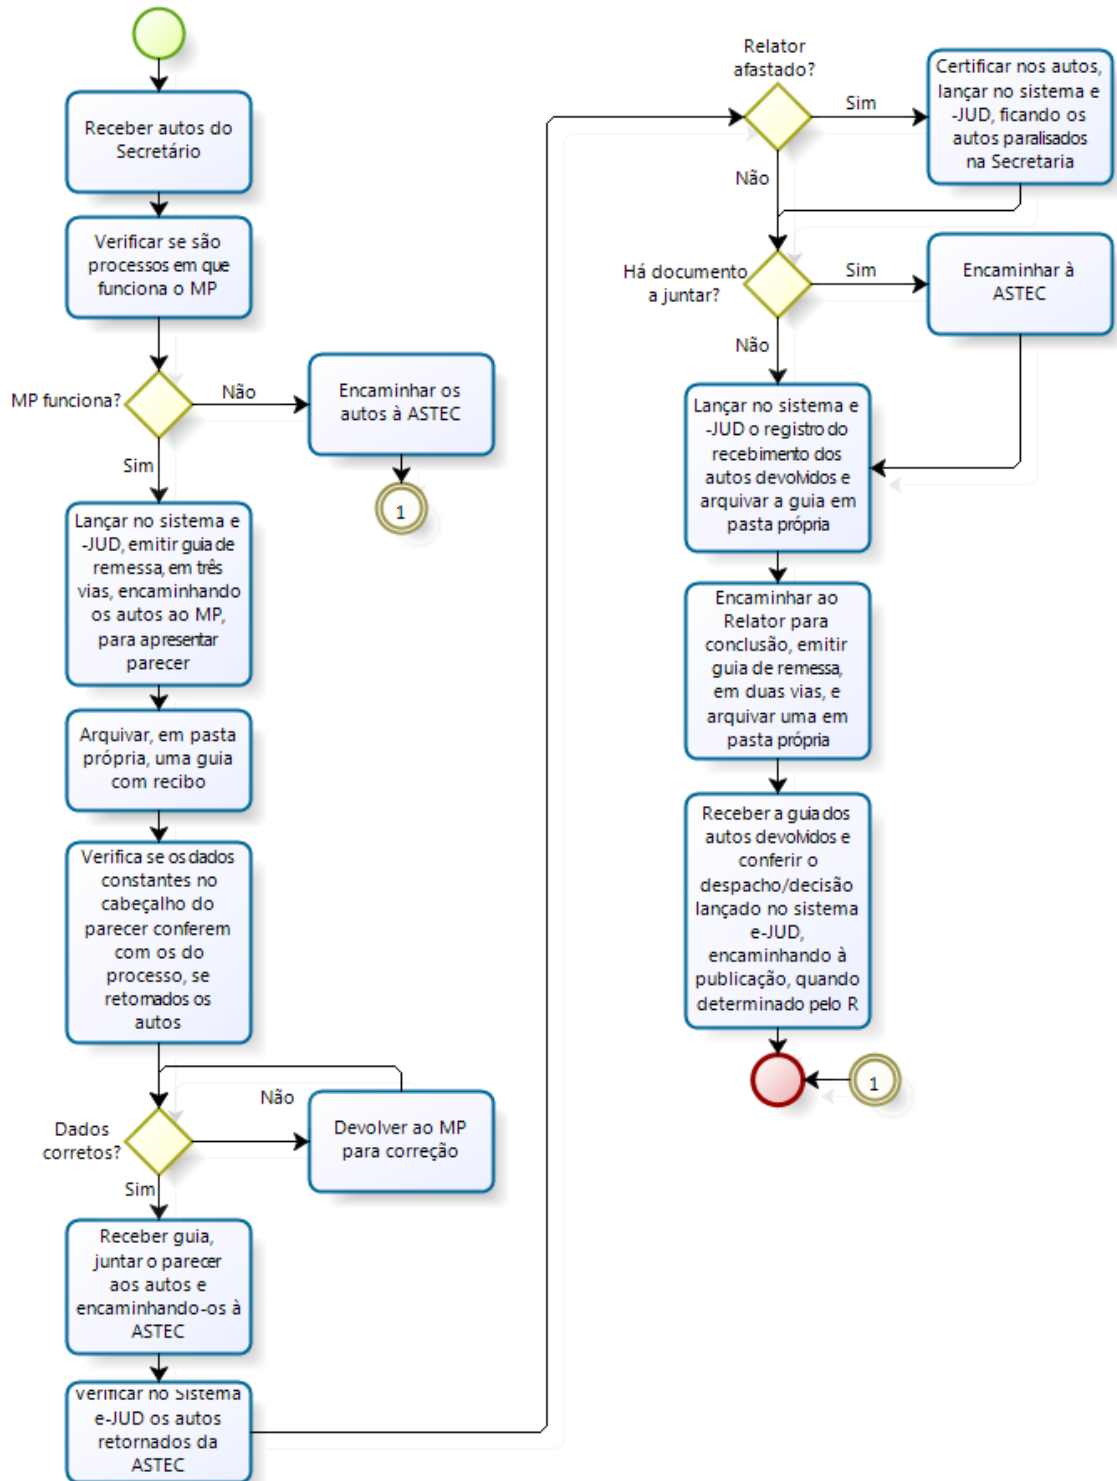 Receber autos do
Secretário
Verificar se são
processos em que
funciona o MP
MP funciona?
Não
Encaminhar os
autos à ASTEC
1
Sim
Lançar no sistema e
-JUD, emitir guia de
remessa, em três
vias, encaminhando
os autos ao MP,
para apresentar
parecer
Arquivar, em pasta
própria, uma guia
com recibo
Verifica se os dados
constantes no
cabeçalho do
parecer conferem
com os do
processo, se
retornados os
autos
Dados
corretos?
Não
Devolver ao MP
para correção
Sim
Receber guia,
juntar o parecer
aos autos e
encaminhando-os à
ASTEC
Verificar no Sistema
e-JUD os autos
retornados da
ASTEC
Relator
afastado?
Sim
Certificar nos autos,
lançar no sistema e
-JUD, ficando os
autos paralisados
na Secretaria
Não
Há documento
a juntar?
Sim
Encaminhar à
ASTEC
Não
Lançar no sistema e
-JUD o registro do
recebimento dos
autos devolvidos e
arquivar a guia em
pasta própria
Encaminhar ao
Relator para
conclusão, emitir
guia de remessa,
em duas vias, e
arquivar uma em
pasta própria
Receber a guia dos
autos devolvidos e
conferir o
despacho/decisão
lançado no sistema
e-JUD,
encaminhando à
publicação, quando
determinado pelo R
1